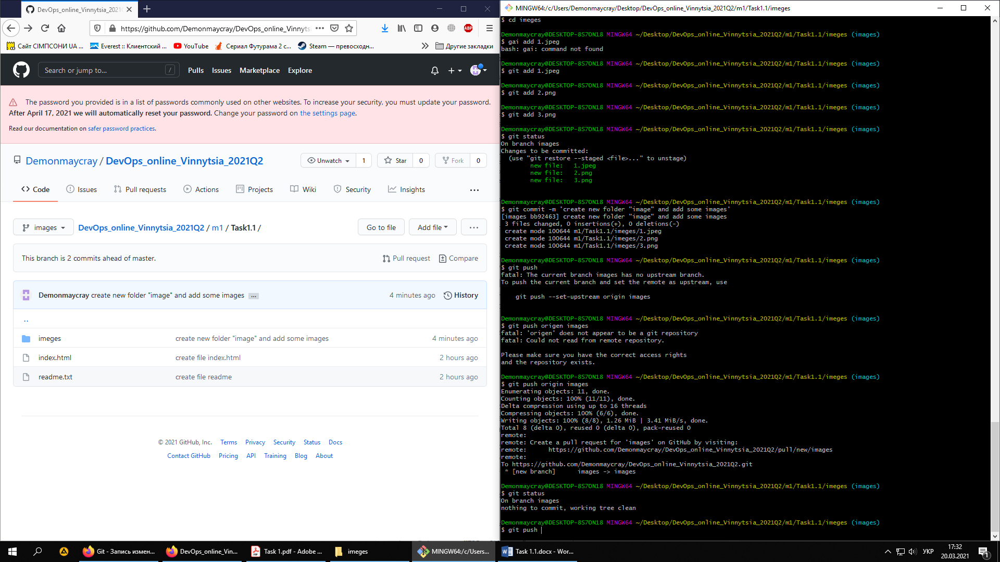 DevOps_online_Vinnytsia_2021Q
https://github.com/Demonmaycray/DevOps_online_Vinnyts
ABP
Сайт СІМПСОНИ UA ...
Everest :: Клиентский ...
YouTube
Сериал Футурама 2 с...
Steam — превосходн...
Другие закладки
Search or jump to...
/
Pulls
Issues
Marketplace
Explore
The password you provided is in a list of passwords commonly used on other websites. To increase your security, you must update your password.
After April 17, 2021 we will automatically reset your password. Change your password on the settings page.
Read our documentation on safer password practices.
Demonmaycray / DevOps_online_Vinnytsia_2021Q2
Unwatch 1
Star 0
Fork 0
Code
Issues
Pull requests
Actions
Projects
Wiki
Security
Insights
...
images
DevOps_online_Vinnytsia_2021Q2 / m1 / Task1.1 /
Go to file
Add file
...
This branch is 2 commits ahead of master.
Pull request
Compare
Demonmaycray create new folder "image" and add some images ...
4 minutes ago
History
..
imeges create new folder "image" and add some images 4 minutes ago
index.html create file index.html 2 hours ago
readme.txt create file readme 2 hours ago
© 2021 GitHub, Inc. Terms Privacy Security Status Docs
Contact GitHub Pricing API Training Blog About
MINGW64:/c/Users/Demonmaycray/Desktop/DevOps_online_Vinnytsia_2021Q2/m1/Task1.1/imeges
$ cd imeges
Demonmaycray@DESKTOP-8S7ON18 MINGW64 ~/Desktop/DevOps_online_Vinnytsia_2021Q2/m1/Task1.1/imeges (images)
$ gai add 1.jpeg
bash: gai: command not found
Demonmaycray@DESKTOP-8S7ON18 MINGW64 ~/Desktop/DevOps_online_Vinnytsia_2021Q2/m1/Task1.1/imeges (images)
$ git add 1.jpeg
Demonmaycray@DESKTOP-8S7ON18 MINGW64 ~/Desktop/DevOps_online_Vinnytsia_2021Q2/m1/Task1.1/imeges (images)
$ git add 2.png
Demonmaycray@DESKTOP-8S7ON18 MINGW64 ~/Desktop/DevOps_online_Vinnytsia_2021Q2/m1/Task1.1/imeges (images)
$ git add 3.png
Demonmaycray@DESKTOP-8S7ON18 MINGW64 ~/Desktop/DevOps_online_Vinnytsia_2021Q2/m1/Task1.1/imeges (images)
$ git status
On branch images
Changes to be committed:
(use "git restore --staged <file>..." to unstage)
new file: 1.jpeg
new file: 2.png
new file: 3.png
Demonmaycray@DESKTOP-8S7ON18 MINGW64 ~/Desktop/DevOps_online_Vinnytsia_2021Q2/m1/Task1.1/imeges (images)
$ git commit -m 'create new folder "image" and add some images'
[images bb92463] create new folder "image" and add some images
3 files changed, 0 insertions(+), 0 deletions(-)
create mode 100644 m1/Task1.1/imeges/1.jpeg
create mode 100644 m1/Task1.1/imeges/2.png
create mode 100644 m1/Task1.1/imeges/3.png
Demonmaycray@DESKTOP-8S7ON18 MINGW64 ~/Desktop/DevOps_online_Vinnytsia_2021Q2/m1/Task1.1/imeges (images)
$ git push
fatal: The current branch images has no upstream branch.
To push the current branch and set the remote as upstream, use
git push --set-upstream origin images
Demonmaycray@DESKTOP-8S7ON18 MINGW64 ~/Desktop/DevOps_online_Vinnytsia_2021Q2/m1/Task1.1/imeges (images)
$ git push origen images
fatal: 'origen' does not appear to be a git repository
fatal: Could not read from remote repository.
Please make sure you have the correct access rights
and the repository exists.
Demonmaycray@DESKTOP-8S7ON18 MINGW64 ~/Desktop/DevOps_online_Vinnytsia_2021Q2/m1/Task1.1/imeges (images)
$ git push origin images
Enumerating objects: 11, done.
Counting objects: 100% (11/11), done.
Delta compression using up to 16 threads
Compressing objects: 100% (6/6), done.
Writing objects: 100% (8/8), 1.26 MiB | 3.41 MiB/s, done.
Total 8 (delta 0), reused 0 (delta 0), pack-reused 0
remote:
remote: Create a pull request for 'images' on GitHub by visiting:
remote: https://github.com/Demonmaycray/DevOps_online_Vinnytsia_2021Q2/pull/new/images
remote:
To https://github.com/Demonmaycray/DevOps_online_Vinnytsia_2021Q2.git
* [new branch] images -> images
Demonmaycray@DESKTOP-8S7ON18 MINGW64 ~/Desktop/DevOps_online_Vinnytsia_2021Q2/m1/Task1.1/imeges (images)
$ git status
On branch images
nothing to commit, working tree clean
Demonmaycray@DESKTOP-8S7ON18 MINGW64 ~/Desktop/DevOps_online_Vinnytsia_2021Q2/m1/Task1.1/imeges (images)
$ git push
Git - Запись измен...
DevOps_online_Vin...
Task 1.pdf - Adobe ...
imeges
MINGW64:/c/Users...
Task 1.1.docx - Wor...
УКР
17:32
20.03.2021
1